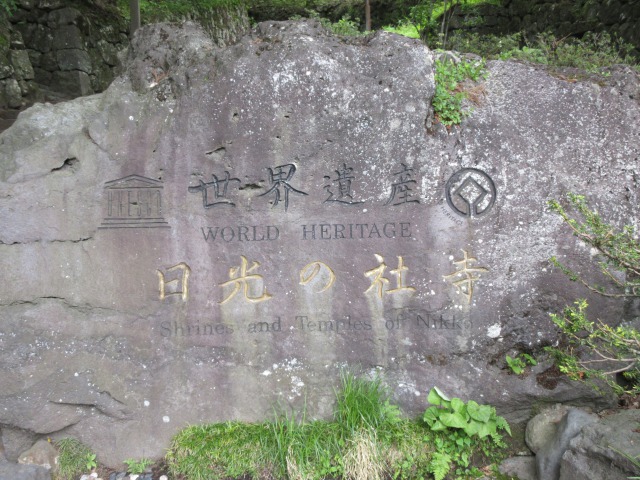 世界遺産
WORLD HERITAGE
日光の社寺
Shrines and Temples of Nikko